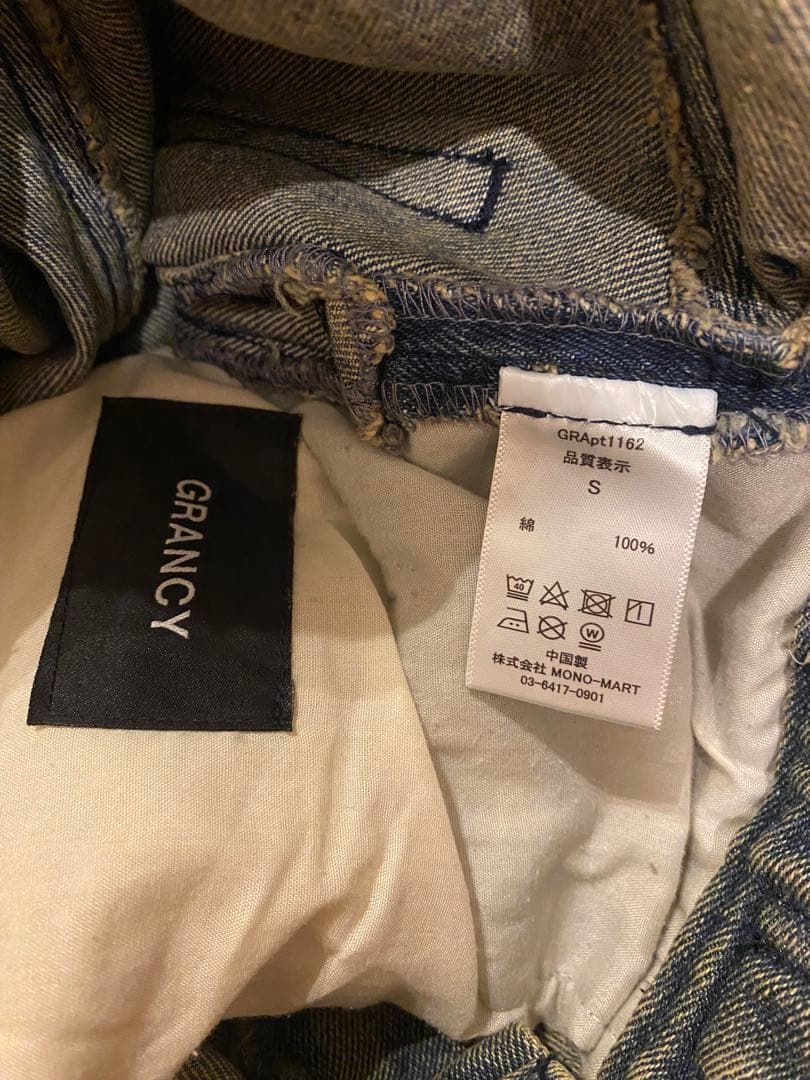 GRANCY
GRApt1162
品質表示
S
綿 100%
40
W
中国製
株式会社 MONO-MART
03-6417-0901